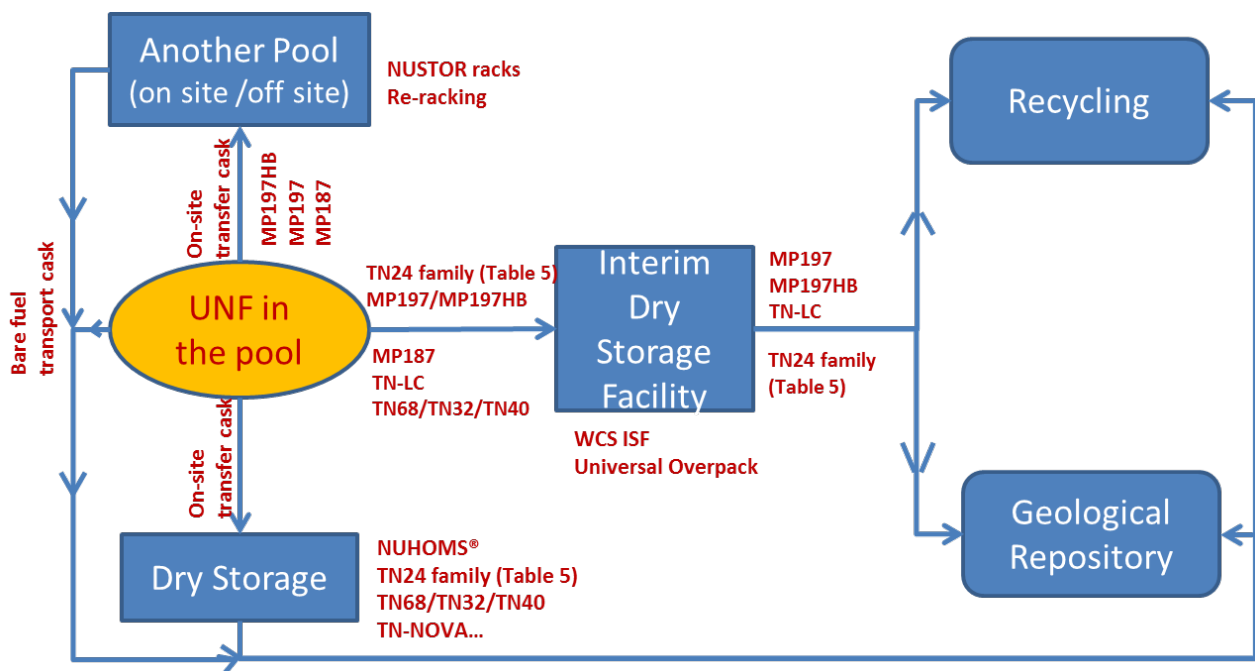 Another Pool
(on site /off site)
NUSTOR racks
Re-racking
Recycling
On-site
transfer cask
MP197HB
MP197
MP187
Bare fuel
transport cask
UNF in
the pool
TN24 family (Table 5)
MP197/MP197HB
MP187
TN-LC
TN68/TN32/TN40
Interim
Dry
Storage
Facility
WCS ISF
Universal Overpack
MP197
MP197HB
TN-LC
TN24 family
(Table 5)
On-site
transfer cask
Dry Storage
NUHOMS®
TN24 family (Table 5)
TN68/TN32/TN40
TN-NOVA...
Geological
Repository